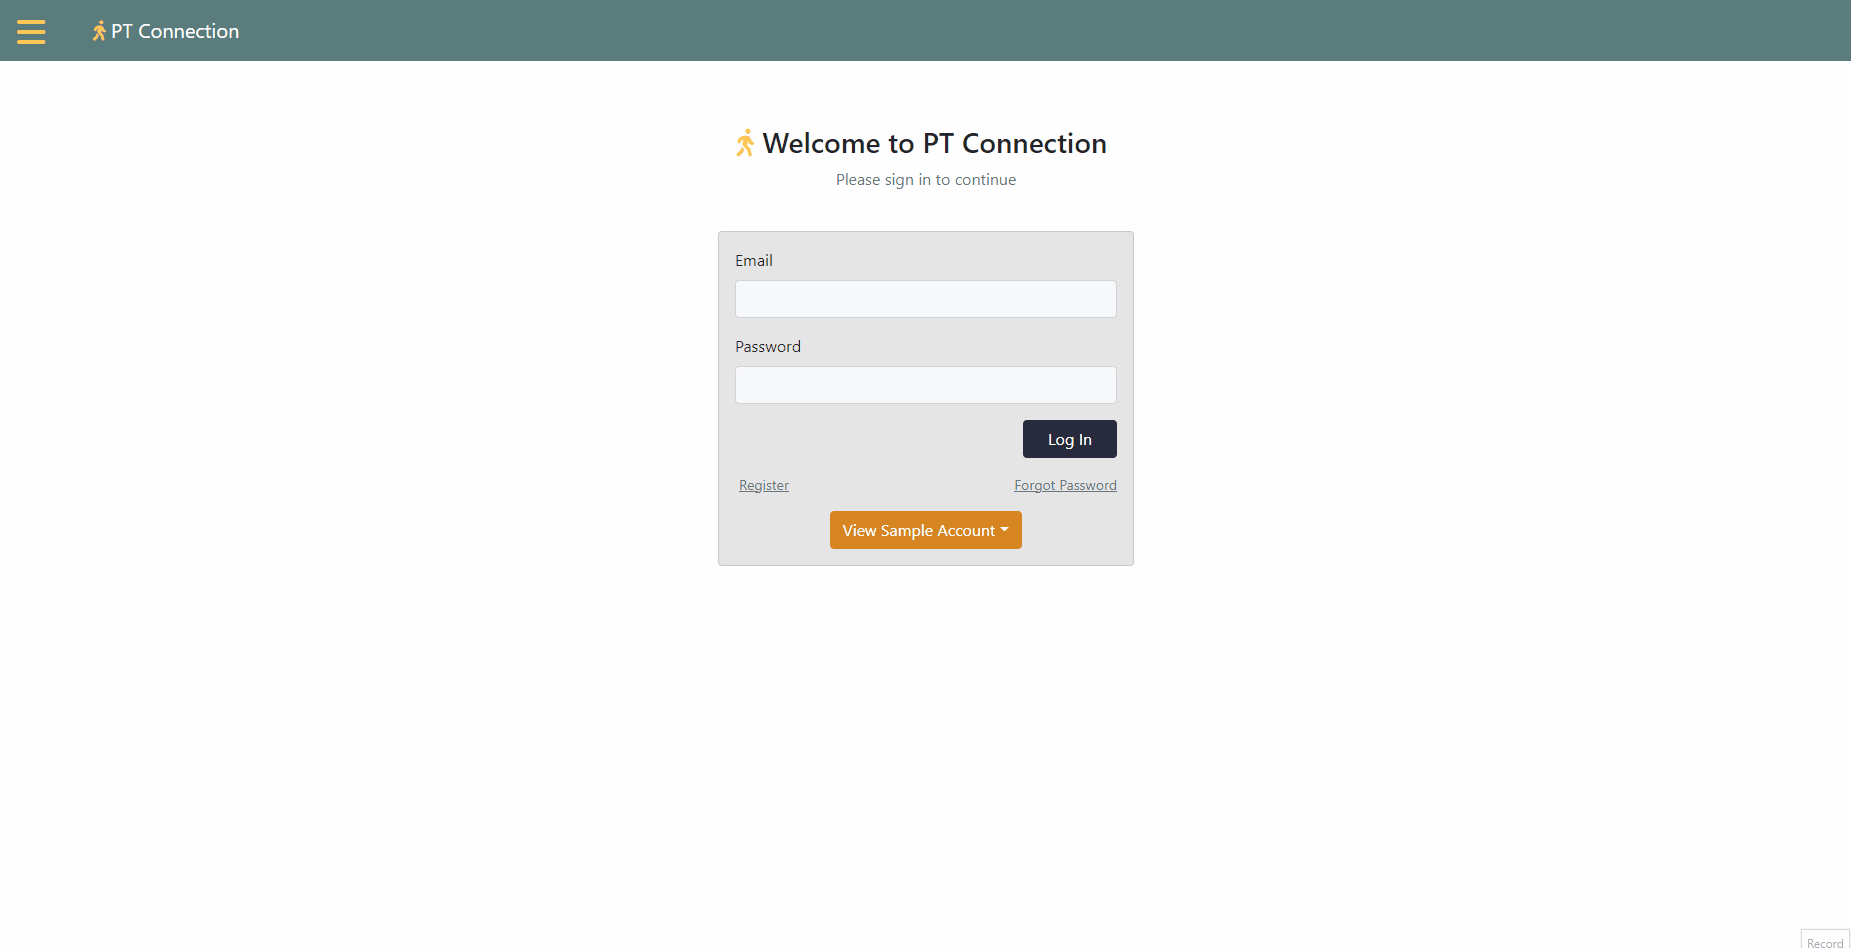 PT Connection
Welcome to PT Connection
Please sign in to continue
Email
Password
Log In
Register Forgot Password
View Sample Account
Record